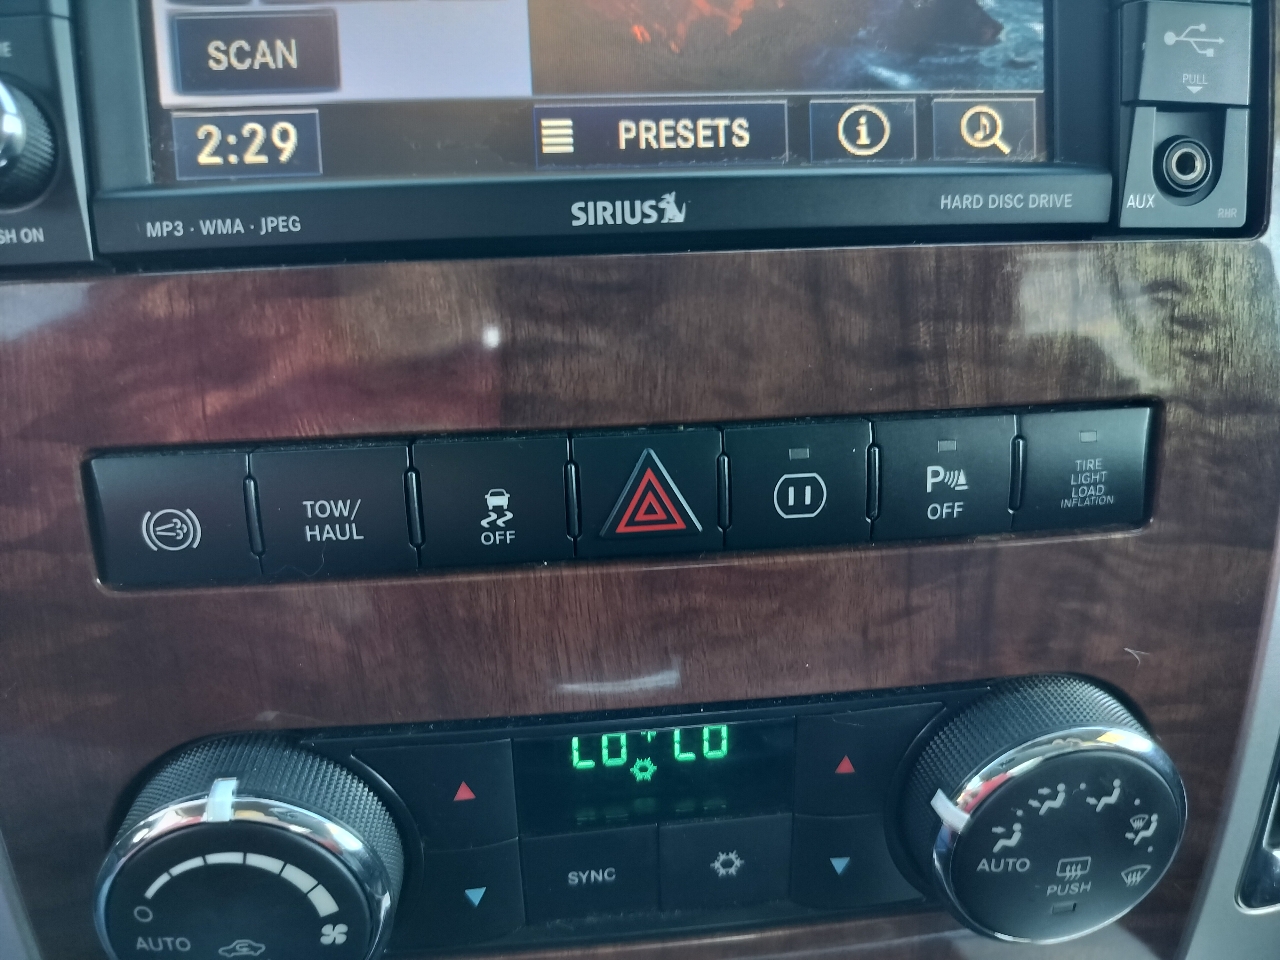 SCAN
2:29
PRESETS
PULL
MP3 · WMA · JPEG
SIRIUS
HARD DISC DRIVE
AUX
RHR
SH ON
TOW/
HAUL
OFF
P
OFF
TIRE
LIGHT
LOAD
INFLATION
LO LO
SYNC
AUTO
AUTO
PUSH